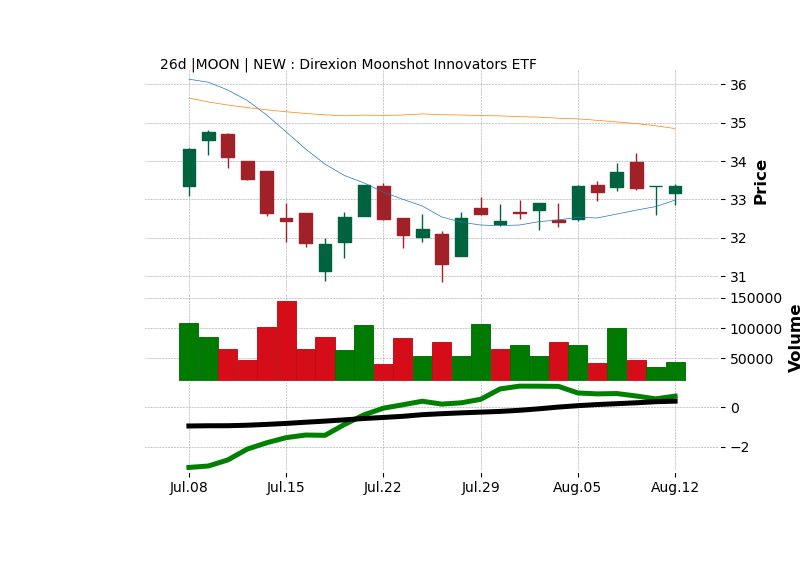 26d |MOON | NEW : Direxion Moonshot Innovators ETF
36
35
34
33
32
31
Price
150000
100000
50000
Volume
0
−2
Jul.08 Jul.15 Jul.22 Jul.29 Aug.05 Aug.12